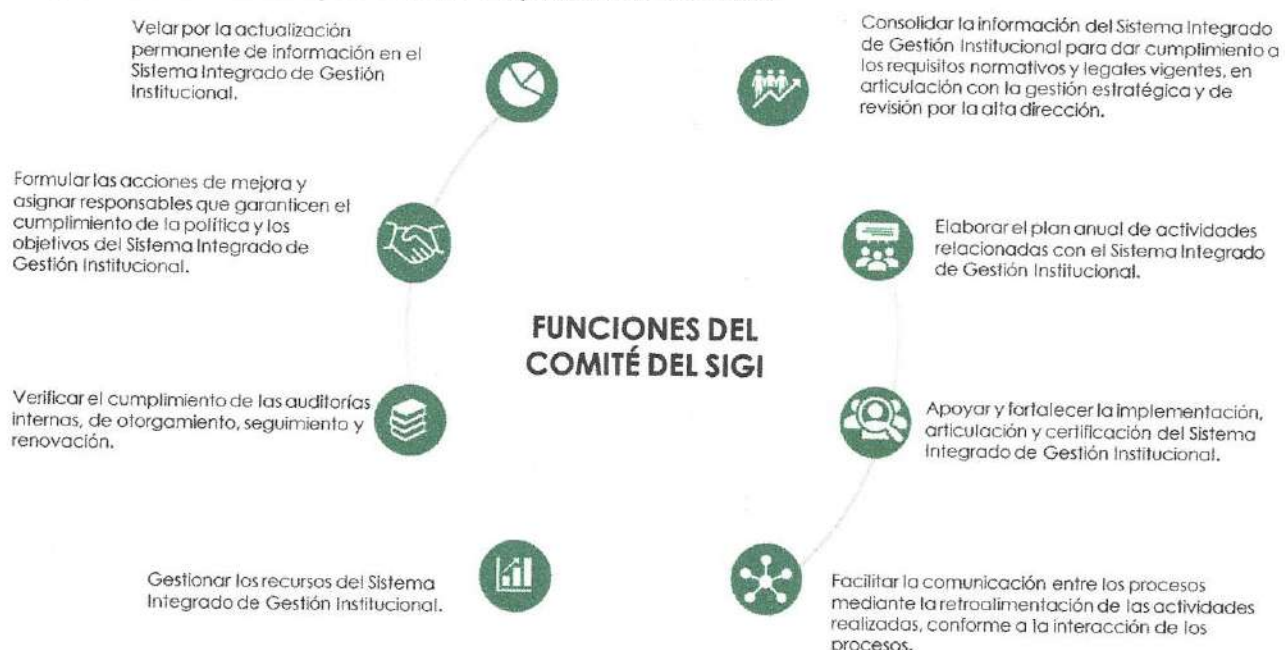 Velar por la actualización
permanente de información en el
Sistema Integrado de Gestión
Institucional.
Consolidar la información del Sistema Integrado
de Gestión Institucional para dar cumplimiento a
los requisitos normativos y legales vigentes, en
articulación con la gestión estratégica y de
revisión por la alta dirección.
Formular las acciones de mejora y
asignar responsables que garanticen el
cumplimiento de la política y los
objetivos del Sistema Integrado de
Gestión Institucional.
Elaborar el plan anual de actividades
relacionadas con el Sistema Integrado
de Gestión Institucional.
FUNCIONES DEL
COMITÉ DEL SIGI
Verificar el cumplimiento de las auditorías
internas, de otorgamiento, seguimiento y
renovación.
Apoyar y fortalecer la implementación,
articulación y certificación del Sistema
Integrado de Gestión Institucional.
Gestionar los recursos del Sistema
Integrado de Gestión Institucional.
Facilitar la comunicación entre los procesos
mediante la retroalimentación de las actividades
realizadas, conforme a la interacción de los
procesos.